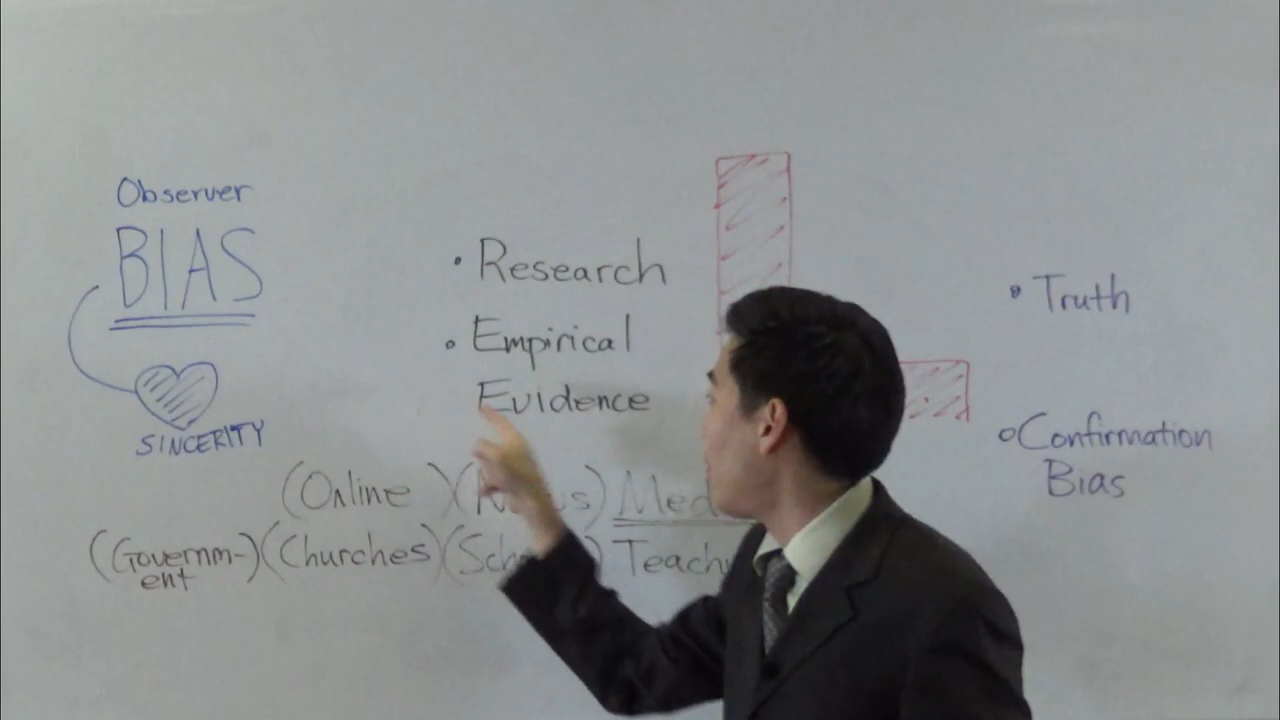 Observer
BIAS
SINCERITY
• Research
• Empirical
Evidence
• Truth
• Confirmation
Bias
(Online )(
(Governm-)(Churches)(
ent